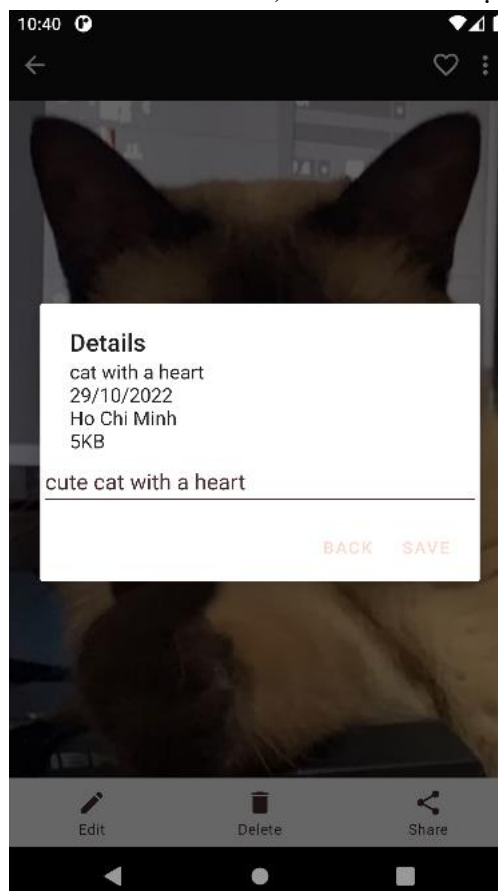 10:40
Details
cat with a heart
29/10/2022
Ho Chi Minh
5KB
cute cat with a heart
BACK SAVE
Edit Delete Share